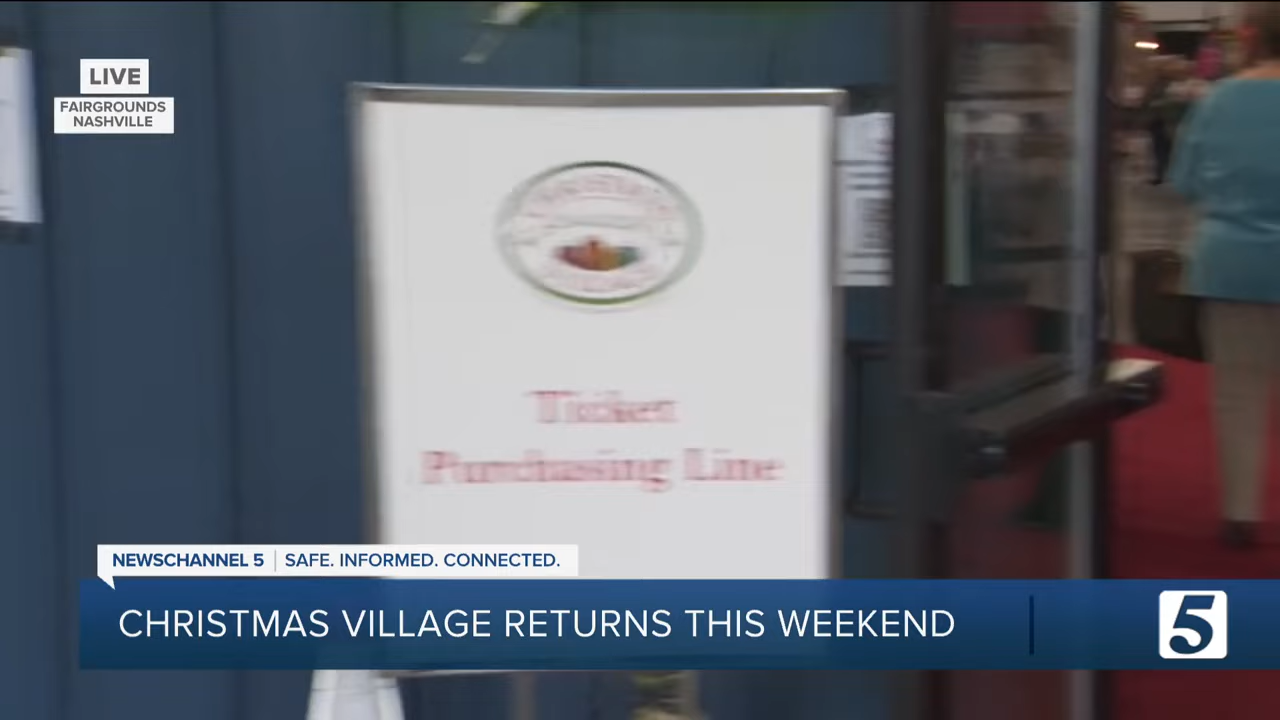 LIVE
FAIRGROUNDS
NASHVILLE
Ticket
Purchasing Line
NEWSCHANNEL 5 | SAFE. INFORMED. CONNECTED.
CHRISTMAS VILLAGE RETURNS THIS WEEKEND
5